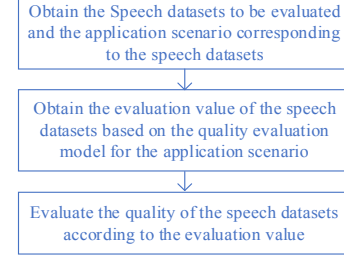 Obtain the Speech datasets to be evaluated
and the application scenario corresponding
to the speech datasets
Obtain the evaluation value of the speech
datasets based on the quality evaluation
model for the application scenario
Evaluate the quality of the speech datasets
according to the evaluation value